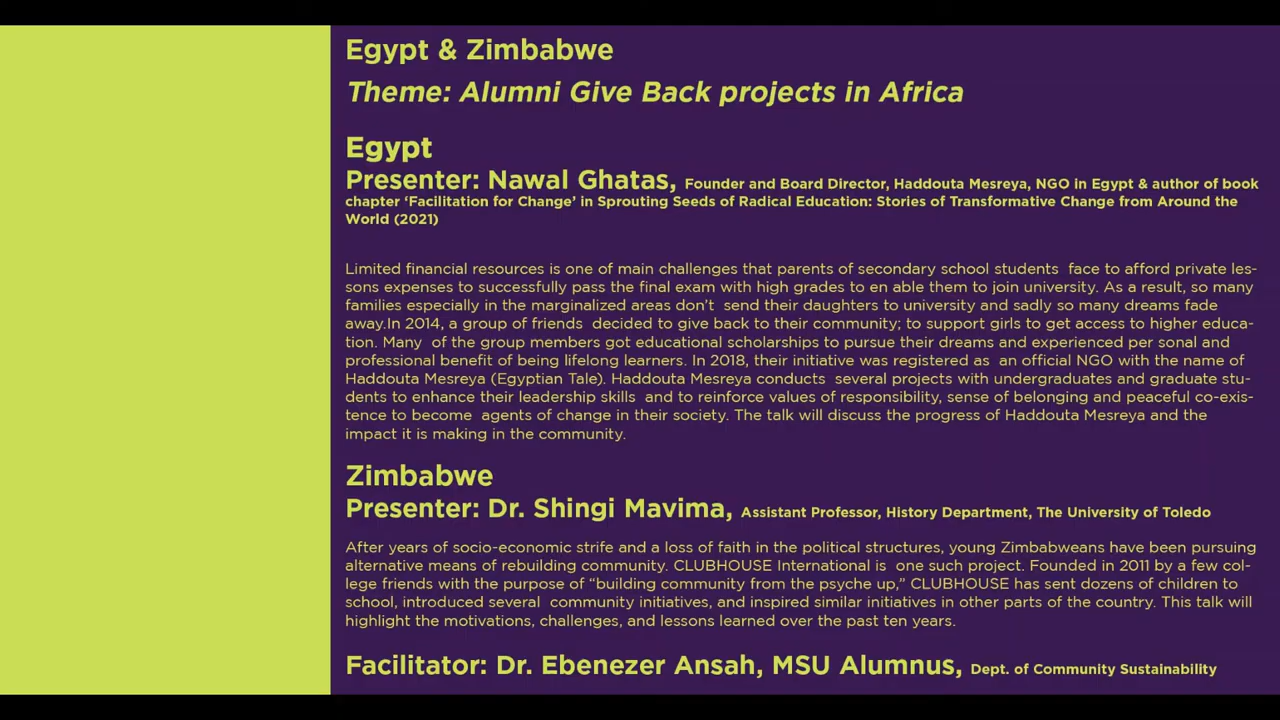 Egypt & Zimbabwe
Theme: Alumni Give Back projects in Africa
Egypt
Presenter: Nawal Ghatas, Founder and Board Director, Haddouta Mesreya, NGO in Egypt & author of book
chapter ‘Facilitation for Change’ in Sprouting Seeds of Radical Education: Stories of Transformative Change from Around the
World (2021)
Limited financial resources is one of main challenges that parents of secondary school students face to afford private les-
sons expenses to successfully pass the final exam with high grades to en able them to join university. As a result, so many
families especially in the marginalized areas don’t send their daughters to university and sadly so many dreams fade
away.In 2014, a group of friends decided to give back to their community; to support girls to get access to higher educa-
tion. Many of the group members got educational scholarships to pursue their dreams and experienced per sonal and
professional benefit of being lifelong learners. In 2018, their initiative was registered as an official NGO with the name of
Haddouta Mesreya (Egyptian Tale). Haddouta Mesreya conducts several projects with undergraduates and graduate stu-
dents to enhance their leadership skills and to reinforce values of responsibility, sense of belonging and peaceful co-exis-
tence to become agents of change in their society. The talk will discuss the progress of Haddouta Mesreya and the
impact it is making in the community.
Zimbabwe
Presenter: Dr. Shingi Mavima, Assistant Professor, History Department, The University of Toledo
After years of socio-economic strife and a loss of faith in the political structures, young Zimbabweans have been pursuing
alternative means of rebuilding community. CLUBHOUSE International is one such project. Founded in 2011 by a few col-
lege friends with the purpose of “building community from the psyche up,” CLUBHOUSE has sent dozens of children to
school, introduced several community initiatives, and inspired similar initiatives in other parts of the country. This talk will
highlight the motivations, challenges, and lessons learned over the past ten years.
Facilitator: Dr. Ebenezer Ansah, MSU Alumnus, Dept. of Community Sustainability